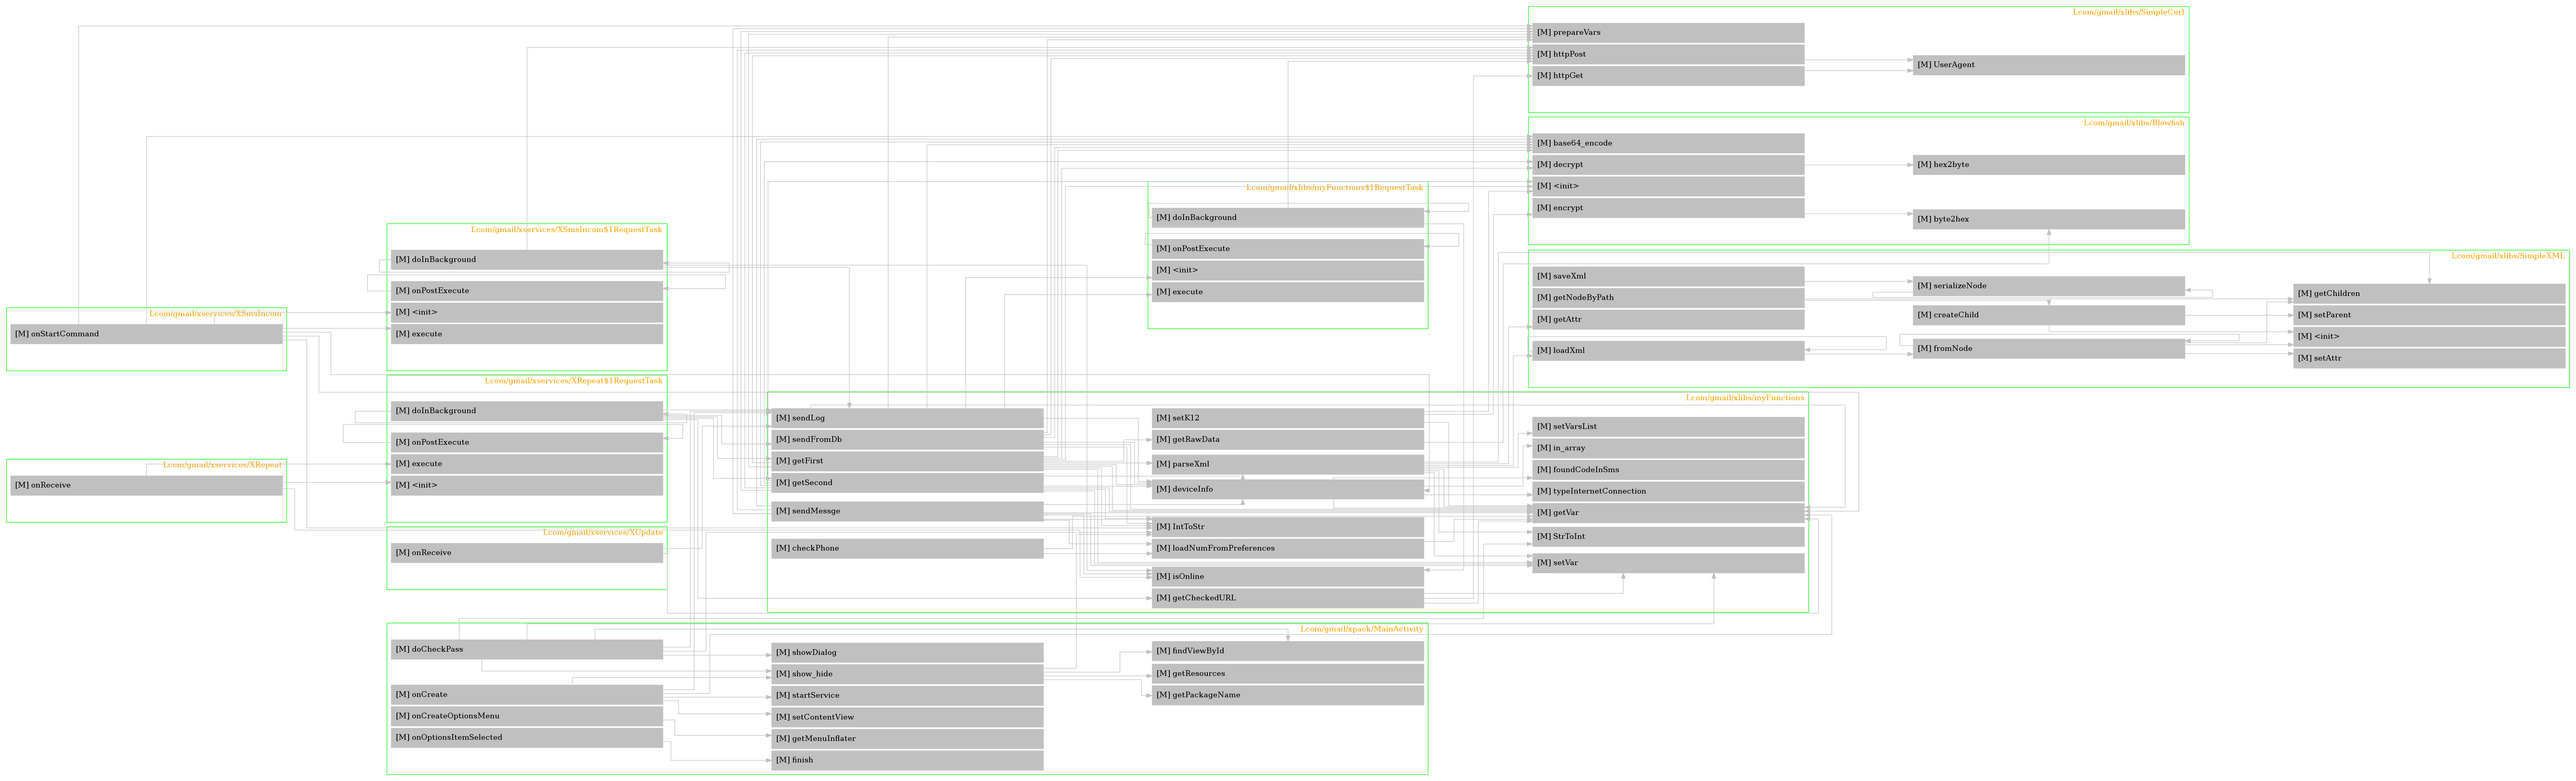 Lcom/gmail/xlibs/SimpleCurl
[M] prepareVars
[M] httpPost
[M] httpGet
[M] UserAgent
Lcom/gmail/xlibs/Blowfish
[M] base64_encode
[M] decrypt
[M] <init>
[M] encrypt
[M] hex2byte
[M] byte2hex
Lcom/gmail/xlibs/myFunctions$1RequestTask
[M] doInBackground
[M] onPostExecute
[M] <init>
[M] execute
Lcom/gmail/xservices/XSmsIncom$1RequestTask
[M] doInBackground
[M] onPostExecute
[M] <init>
[M] execute
Lcom/gmail/xlibs/SimpleXML
[M] saveXml
[M] getNodeByPath
[M] getAttr
[M] loadXml
[M] serializeNode
[M] createChild
[M] fromNode
[M] getChildren
[M] setParent
[M] <init>
[M] setAttr
Lcom/gmail/xservices/XSmsIncom
[M] onStartCommand
Lcom/gmail/xservices/XRepeat$1RequestTask
[M] doInBackground
[M] onPostExecute
[M] execute
[M] <init>
Lcom/gmail/xlibs/myFunctions
[M] sendLog
[M] sendFromDb
[M] getFirst
[M] getSecond
[M] sendMessge
[M] checkPhone
[M] setK12
[M] getRawData
[M] parseXml
[M] deviceInfo
[M] IntToStr
[M] loadNumFromPreferences
[M] isOnline
[M] getCheckedURL
[M] setVarsList
[M] in_array
[M] foundCodeInSms
[M] typeInternetConnection
[M] getVar
[M] StrToInt
[M] setVar
Lcom/gmail/xservices/XRepeat
[M] onReceive
Lcom/gmail/xservices/XUpdate
[M] onReceive
Lcom/gmail/xpack/MainActivity
[M] doCheckPass
[M] onCreate
[M] onCreateOptionsMenu
[M] onOptionsItemSelected
[M] showDialog
[M] show_hide
[M] startService
[M] setContentView
[M] getMenuInflater
[M] finish
[M] findViewById
[M] getResources
[M] getPackageName